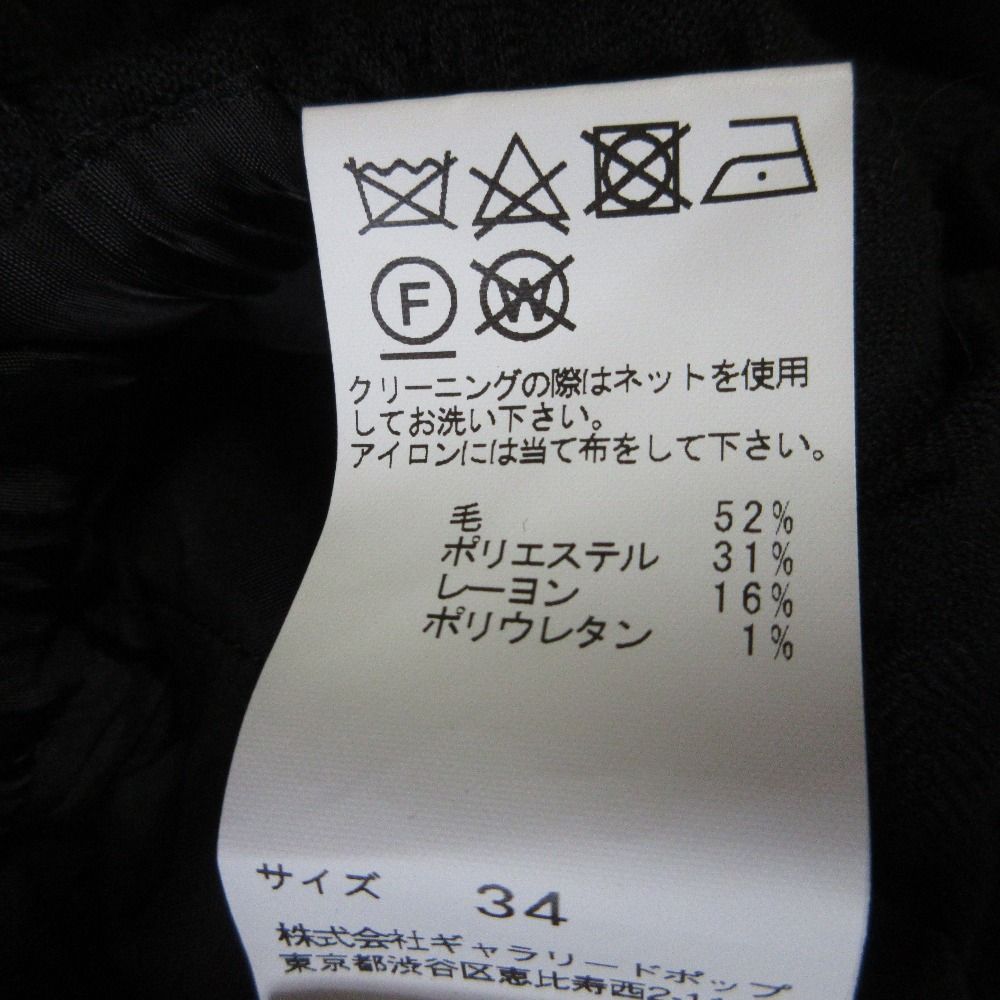 F W
クリーニングの際はネットを使用
してお洗い下さい。
アイロンには当て布をして下さい。
毛 52%
ポリエステル 31%
レーヨン 16%
ポリウレタン 1%
サイズ 34
株式会社ギャラリードポップ
東京都渋谷区恵比寿西2-1